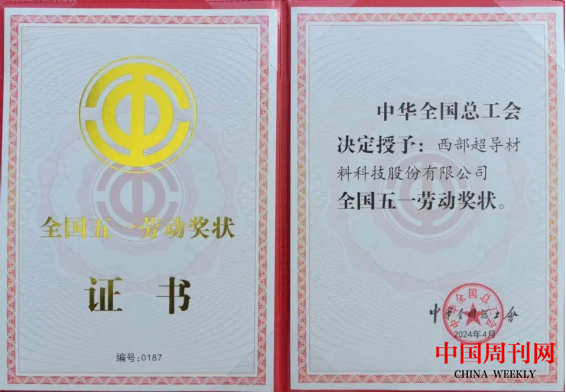 全国五一劳动奖状
证 书
编号:0187
中华全国总工会
决定授予：西部超导材
料科技股份有限公司
全国五一劳动奖状。
中华全国总工会
2024年4月
中国周刊网
CHINA WEEKLY